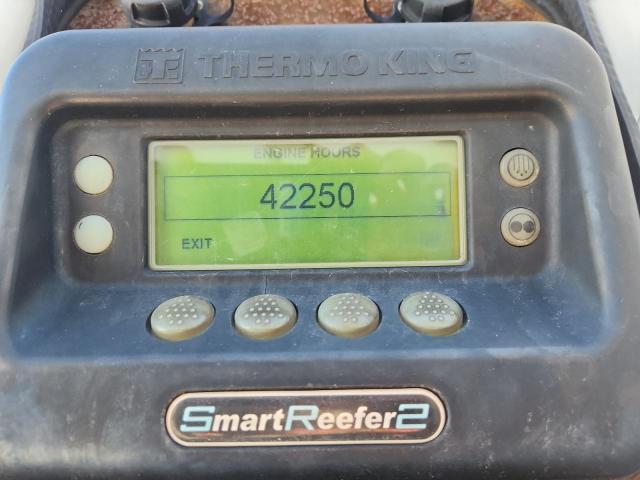 THERMO KING
ENGINE HOURS
42250
EXIT
SmartReefer2